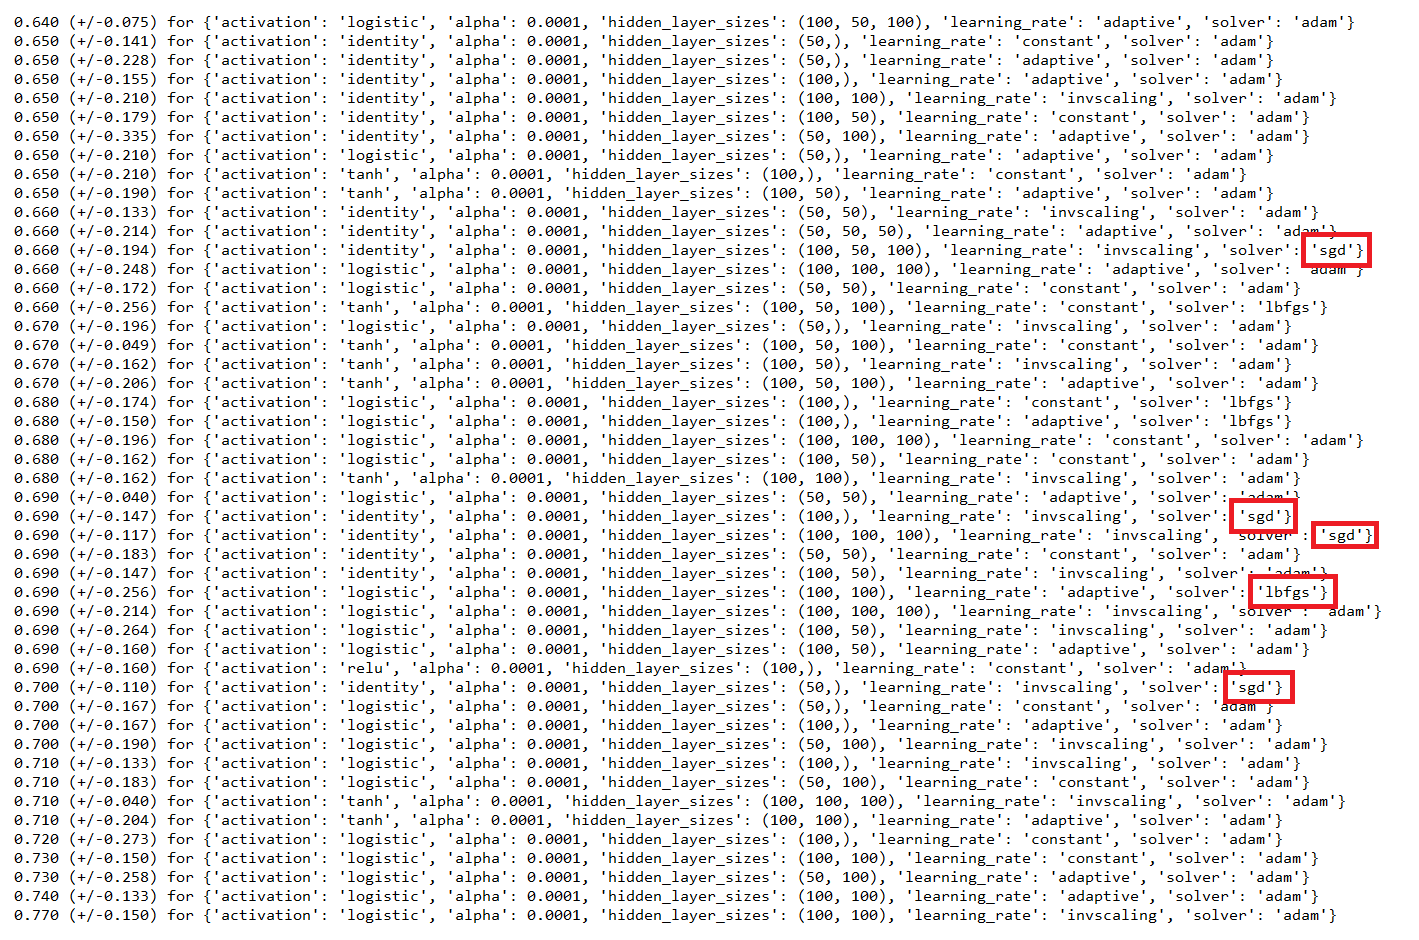 0.640 (+/-0.075) for {'activation': 'logistic', 'alpha': 0.0001, 'hidden_layer_sizes': (100, 50, 100), 'learning_rate': 'adaptive', 'solver': 'adam'}
0.650 (+/-0.141) for {'activation': 'identity', 'alpha': 0.0001, 'hidden_layer_sizes': (50,), 'learning_rate': 'constant', 'solver': 'adam'}
0.650 (+/-0.228) for {'activation': 'identity', 'alpha': 0.0001, 'hidden_layer_sizes': (50,), 'learning_rate': 'adaptive', 'solver': 'adam'}
0.650 (+/-0.155) for {'activation': 'identity', 'alpha': 0.0001, 'hidden_layer_sizes': (100,), 'learning_rate': 'adaptive', 'solver': 'adam'}
0.650 (+/-0.210) for {'activation': 'identity', 'alpha': 0.0001, 'hidden_layer_sizes': (100, 100), 'learning_rate': 'invscaling', 'solver': 'adam'}
0.650 (+/-0.179) for {'activation': 'identity', 'alpha': 0.0001, 'hidden_layer_sizes': (100, 50), 'learning_rate': 'constant', 'solver': 'adam'}
0.650 (+/-0.335) for {'activation': 'identity', 'alpha': 0.0001, 'hidden_layer_sizes': (50, 100), 'learning_rate': 'adaptive', 'solver': 'adam'}
0.650 (+/-0.210) for {'activation': 'logistic', 'alpha': 0.0001, 'hidden_layer_sizes': (50,), 'learning_rate': 'adaptive', 'solver': 'adam'}
0.650 (+/-0.210) for {'activation': 'tanh', 'alpha': 0.0001, 'hidden_layer_sizes': (100,), 'learning_rate': 'constant', 'solver': 'adam'}
0.650 (+/-0.190) for {'activation': 'tanh', 'alpha': 0.0001, 'hidden_layer_sizes': (100, 50), 'learning_rate': 'adaptive', 'solver': 'adam'}
0.660 (+/-0.133) for {'activation': 'identity', 'alpha': 0.0001, 'hidden_layer_sizes': (50, 50), 'learning_rate': 'invscaling', 'solver': 'adam'}
0.660 (+/-0.214) for {'activation': 'identity', 'alpha': 0.0001, 'hidden_layer_sizes': (50, 50, 50), 'learning_rate': 'adaptive', 'solver': 'adam'}
0.660 (+/-0.194) for {'activation': 'identity', 'alpha': 0.0001, 'hidden_layer_sizes': (100, 50, 100), 'learning_rate': 'invscaling', 'solver': 'sgd'}
0.660 (+/-0.248) for {'activation': 'logistic', 'alpha': 0.0001, 'hidden_layer_sizes': (100, 100, 100), 'learning_rate': 'adaptive', 'solver': 'adam'}
0.660 (+/-0.172) for {'activation': 'logistic', 'alpha': 0.0001, 'hidden_layer_sizes': (50, 50), 'learning_rate': 'constant', 'solver': 'adam'}
0.660 (+/-0.256) for {'activation': 'tanh', 'alpha': 0.0001, 'hidden_layer_sizes': (100, 50, 100), 'learning_rate': 'constant', 'solver': 'lbfgs'}
0.670 (+/-0.196) for {'activation': 'logistic', 'alpha': 0.0001, 'hidden_layer_sizes': (50,), 'learning_rate': 'invscaling', 'solver': 'adam'}
0.670 (+/-0.049) for {'activation': 'tanh', 'alpha': 0.0001, 'hidden_layer_sizes': (100, 50, 100), 'learning_rate': 'constant', 'solver': 'adam'}
0.670 (+/-0.162) for {'activation': 'tanh', 'alpha': 0.0001, 'hidden_layer_sizes': (100, 50), 'learning_rate': 'invscaling', 'solver': 'adam'}
0.670 (+/-0.206) for {'activation': 'tanh', 'alpha': 0.0001, 'hidden_layer_sizes': (100, 50, 100), 'learning_rate': 'adaptive', 'solver': 'adam'}
0.680 (+/-0.174) for {'activation': 'logistic', 'alpha': 0.0001, 'hidden_layer_sizes': (100,), 'learning_rate': 'constant', 'solver': 'lbfgs'}
0.680 (+/-0.150) for {'activation': 'logistic', 'alpha': 0.0001, 'hidden_layer_sizes': (100,), 'learning_rate': 'adaptive', 'solver': 'lbfgs'}
0.680 (+/-0.196) for {'activation': 'logistic', 'alpha': 0.0001, 'hidden_layer_sizes': (100, 100, 100), 'learning_rate': 'constant', 'solver': 'adam'}
0.680 (+/-0.162) for {'activation': 'logistic', 'alpha': 0.0001, 'hidden_layer_sizes': (100, 50), 'learning_rate': 'constant', 'solver': 'adam'}
0.680 (+/-0.162) for {'activation': 'tanh', 'alpha': 0.0001, 'hidden_layer_sizes': (100, 100), 'learning_rate': 'invscaling', 'solver': 'adam'}
0.690 (+/-0.040) for {'activation': 'logistic', 'alpha': 0.0001, 'hidden_layer_sizes': (50, 50), 'learning_rate': 'adaptive', 'solver': 'adam'}
0.690 (+/-0.147) for {'activation': 'identity', 'alpha': 0.0001, 'hidden_layer_sizes': (100,), 'learning_rate': 'invscaling', 'solver': 'sgd'}
0.690 (+/-0.117) for {'activation': 'identity', 'alpha': 0.0001, 'hidden_layer_sizes': (100, 100, 100), 'learning_rate': 'invscaling', 'solver': 'sgd'}
0.690 (+/-0.183) for {'activation': 'identity', 'alpha': 0.0001, 'hidden_layer_sizes': (50, 50), 'learning_rate': 'constant', 'solver': 'adam'}
0.690 (+/-0.147) for {'activation': 'identity', 'alpha': 0.0001, 'hidden_layer_sizes': (100, 50), 'learning_rate': 'invscaling', 'solver': 'adam'}
0.690 (+/-0.256) for {'activation': 'logistic', 'alpha': 0.0001, 'hidden_layer_sizes': (100, 100), 'learning_rate': 'adaptive', 'solver': 'lbfgs'}
0.690 (+/-0.214) for {'activation': 'logistic', 'alpha': 0.0001, 'hidden_layer_sizes': (100, 100, 100), 'learning_rate': 'invscaling', 'solver': 'adam'}
0.690 (+/-0.264) for {'activation': 'logistic', 'alpha': 0.0001, 'hidden_layer_sizes': (100, 50), 'learning_rate': 'invscaling', 'solver': 'adam'}
0.690 (+/-0.160) for {'activation': 'logistic', 'alpha': 0.0001, 'hidden_layer_sizes': (100, 50), 'learning_rate': 'adaptive', 'solver': 'adam'}
0.690 (+/-0.160) for {'activation': 'relu', 'alpha': 0.0001, 'hidden_layer_sizes': (100,), 'learning_rate': 'constant', 'solver': 'adam'}
0.700 (+/-0.110) for {'activation': 'identity', 'alpha': 0.0001, 'hidden_layer_sizes': (50,), 'learning_rate': 'invscaling', 'solver': 'sgd'}
0.700 (+/-0.167) for {'activation': 'logistic', 'alpha': 0.0001, 'hidden_layer_sizes': (50,), 'learning_rate': 'constant', 'solver': 'adam'}
0.700 (+/-0.167) for {'activation': 'logistic', 'alpha': 0.0001, 'hidden_layer_sizes': (100,), 'learning_rate': 'adaptive', 'solver': 'adam'}
0.700 (+/-0.190) for {'activation': 'logistic', 'alpha': 0.0001, 'hidden_layer_sizes': (50, 100), 'learning_rate': 'invscaling', 'solver': 'adam'}
0.710 (+/-0.133) for {'activation': 'logistic', 'alpha': 0.0001, 'hidden_layer_sizes': (100,), 'learning_rate': 'invscaling', 'solver': 'adam'}
0.710 (+/-0.183) for {'activation': 'logistic', 'alpha': 0.0001, 'hidden_layer_sizes': (50, 100), 'learning_rate': 'constant', 'solver': 'adam'}
0.710 (+/-0.040) for {'activation': 'tanh', 'alpha': 0.0001, 'hidden_layer_sizes': (100, 100, 100), 'learning_rate': 'invscaling', 'solver': 'adam'}
0.710 (+/-0.204) for {'activation': 'tanh', 'alpha': 0.0001, 'hidden_layer_sizes': (100, 100), 'learning_rate': 'adaptive', 'solver': 'adam'}
0.720 (+/-0.273) for {'activation': 'logistic', 'alpha': 0.0001, 'hidden_layer_sizes': (100,), 'learning_rate': 'constant', 'solver': 'adam'}
0.730 (+/-0.150) for {'activation': 'logistic', 'alpha': 0.0001, 'hidden_layer_sizes': (100, 100), 'learning_rate': 'constant', 'solver': 'adam'}
0.730 (+/-0.258) for {'activation': 'logistic', 'alpha': 0.0001, 'hidden_layer_sizes': (50, 100), 'learning_rate': 'adaptive', 'solver': 'adam'}
0.740 (+/-0.133) for {'activation': 'logistic', 'alpha': 0.0001, 'hidden_layer_sizes': (100, 100), 'learning_rate': 'adaptive', 'solver': 'adam'}
0.770 (+/-0.150) for {'activation': 'logistic', 'alpha': 0.0001, 'hidden_layer_sizes': (100, 100), 'learning_rate': 'invscaling', 'solver': 'adam'}